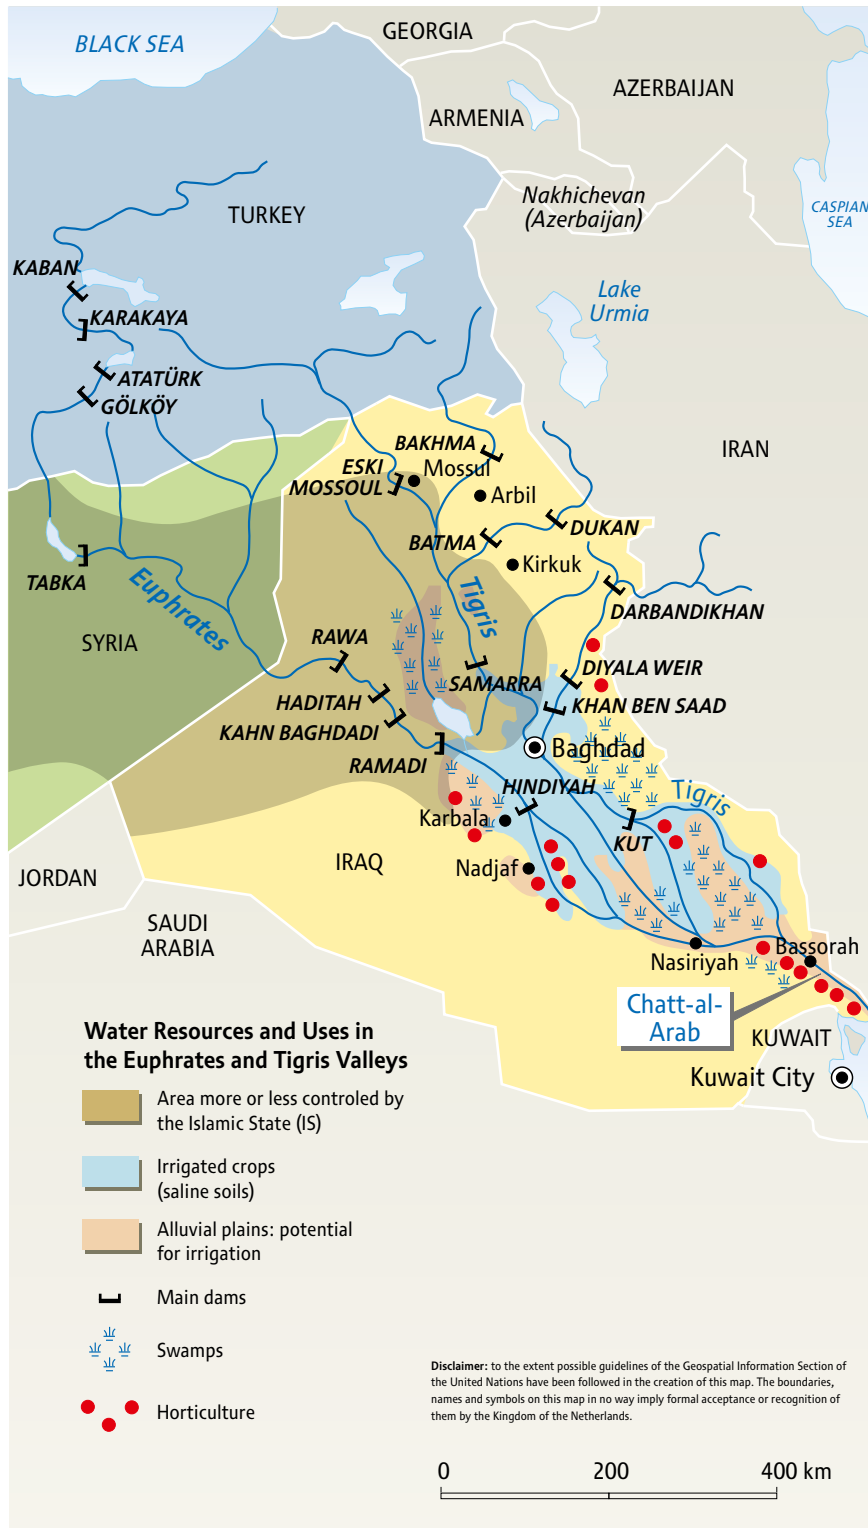 BLACK SEA
GEORGIA
AZERBAIJAN
ARMENIA
Nakhichevan
(Azerbaijan)
CASPIAN
SEA
TURKEY
KABAN
Lake
Urmia
KARAKAYA
ATATÜRK
GÖLKÖY
IRAN
BAKHMA
ESKI
MOSSOUL
Mossul
Arbil
DUKAN
BATMA
Kirkuk
TABKA
Euphrates
Tigris
DARBANDIKHAN
SYRIA
RAWA
DIYALA WEIR
SAMARRA
HADITAH
KHAN BEN SAAD
KAHN BAGHDADI
Baghdad
RAMADI
HINDIYAH
Tigris
Karbala
KUT
IRAQ
Nadjaf
JORDAN
SAUDI
ARABIA
Nasiriyah
Bassorah
Chatt-al-
Arab
KUWAIT
Kuwait City
Water Resources and Uses in
the Euphrates and Tigris Valleys
Area more or less controled by
the Islamic State (IS)
Irrigated crops
(saline soils)
Alluvial plains: potential
for irrigation
Main dams
Swamps
Horticulture
Disclaimer: to the extent possible guidelines of the Geospatial Information Section of
the United Nations have been followed in the creation of this map. The boundaries,
names and symbols on this map in no way imply formal acceptance or recognition of
them by the Kingdom of the Netherlands.
0 200 400 km